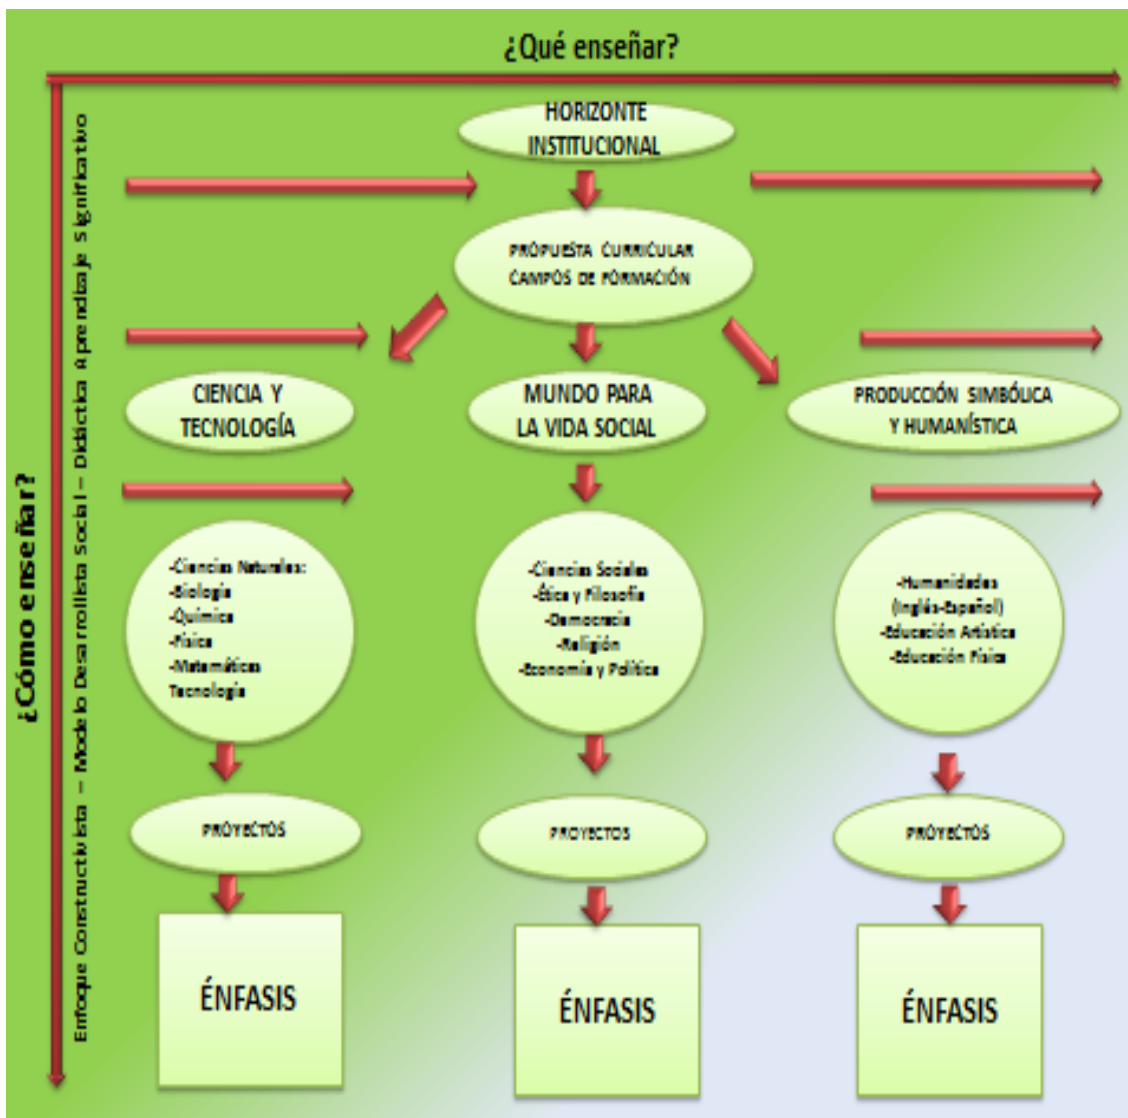 ¿Qué enseñar?
HORIZONTE
INSTITUCIONAL
PROPUESTA CURRICULAR
CAMPOS DE FORMACIÓN
CIENCIA Y
TECNOLOGÍA
MUNDO PARA
LA VIDA SOCIAL
PRODUCCIÓN SIMBÓLICA
Y HUMANÍSTICA
¿Cómo enseñar?
Enfoque Constructivista – Modelo Desarrollista Social – Didáctica Aprendizaje Significativo
-Ciencias Naturales:
-Biología
-Química
-Física
-Matemáticas
Tecnología
-Ciencias Sociales
-Ética y Filosofía
-Democracia
-Religión
-Economía y Política
-Humanidades
(Inglés-Español)
-Educación Artística
-Educación Física
PROYECTOS
PROYECTOS
PROYECTOS
ÉNFASIS
ÉNFASIS
ÉNFASIS